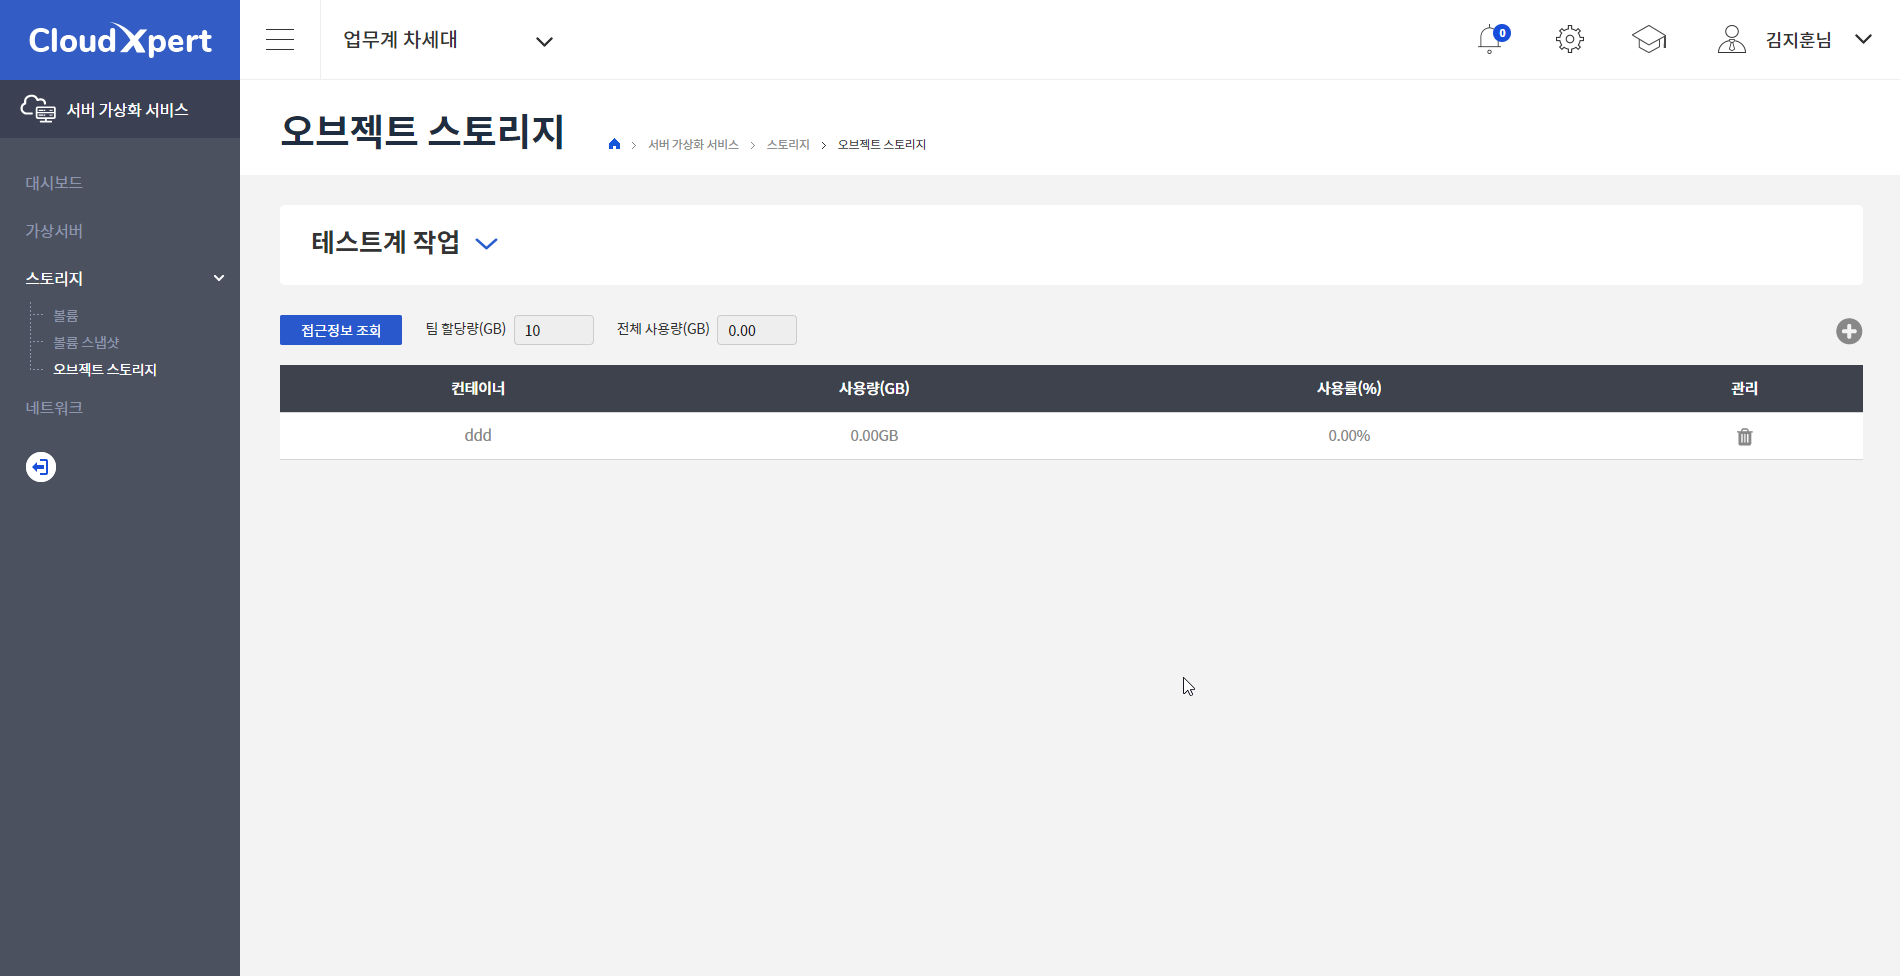 CloudXpert
업무계 차세대
0
김지훈님
서버 가상화 서비스
대시보드
가상서버
스토리지
볼륨
볼륨 스냅샷
오브젝트 스토리지
네트워크
오브젝트 스토리지
서버 가상화 서비스 > 스토리지 > 오브젝트 스토리지
테스트계 작업
접근정보 조회 팀 할당량(GB) 10 전체 사용량(GB) 0.00
컨테이너 사용량(GB) 사용률(%) 관리
ddd 0.00GB 0.00%